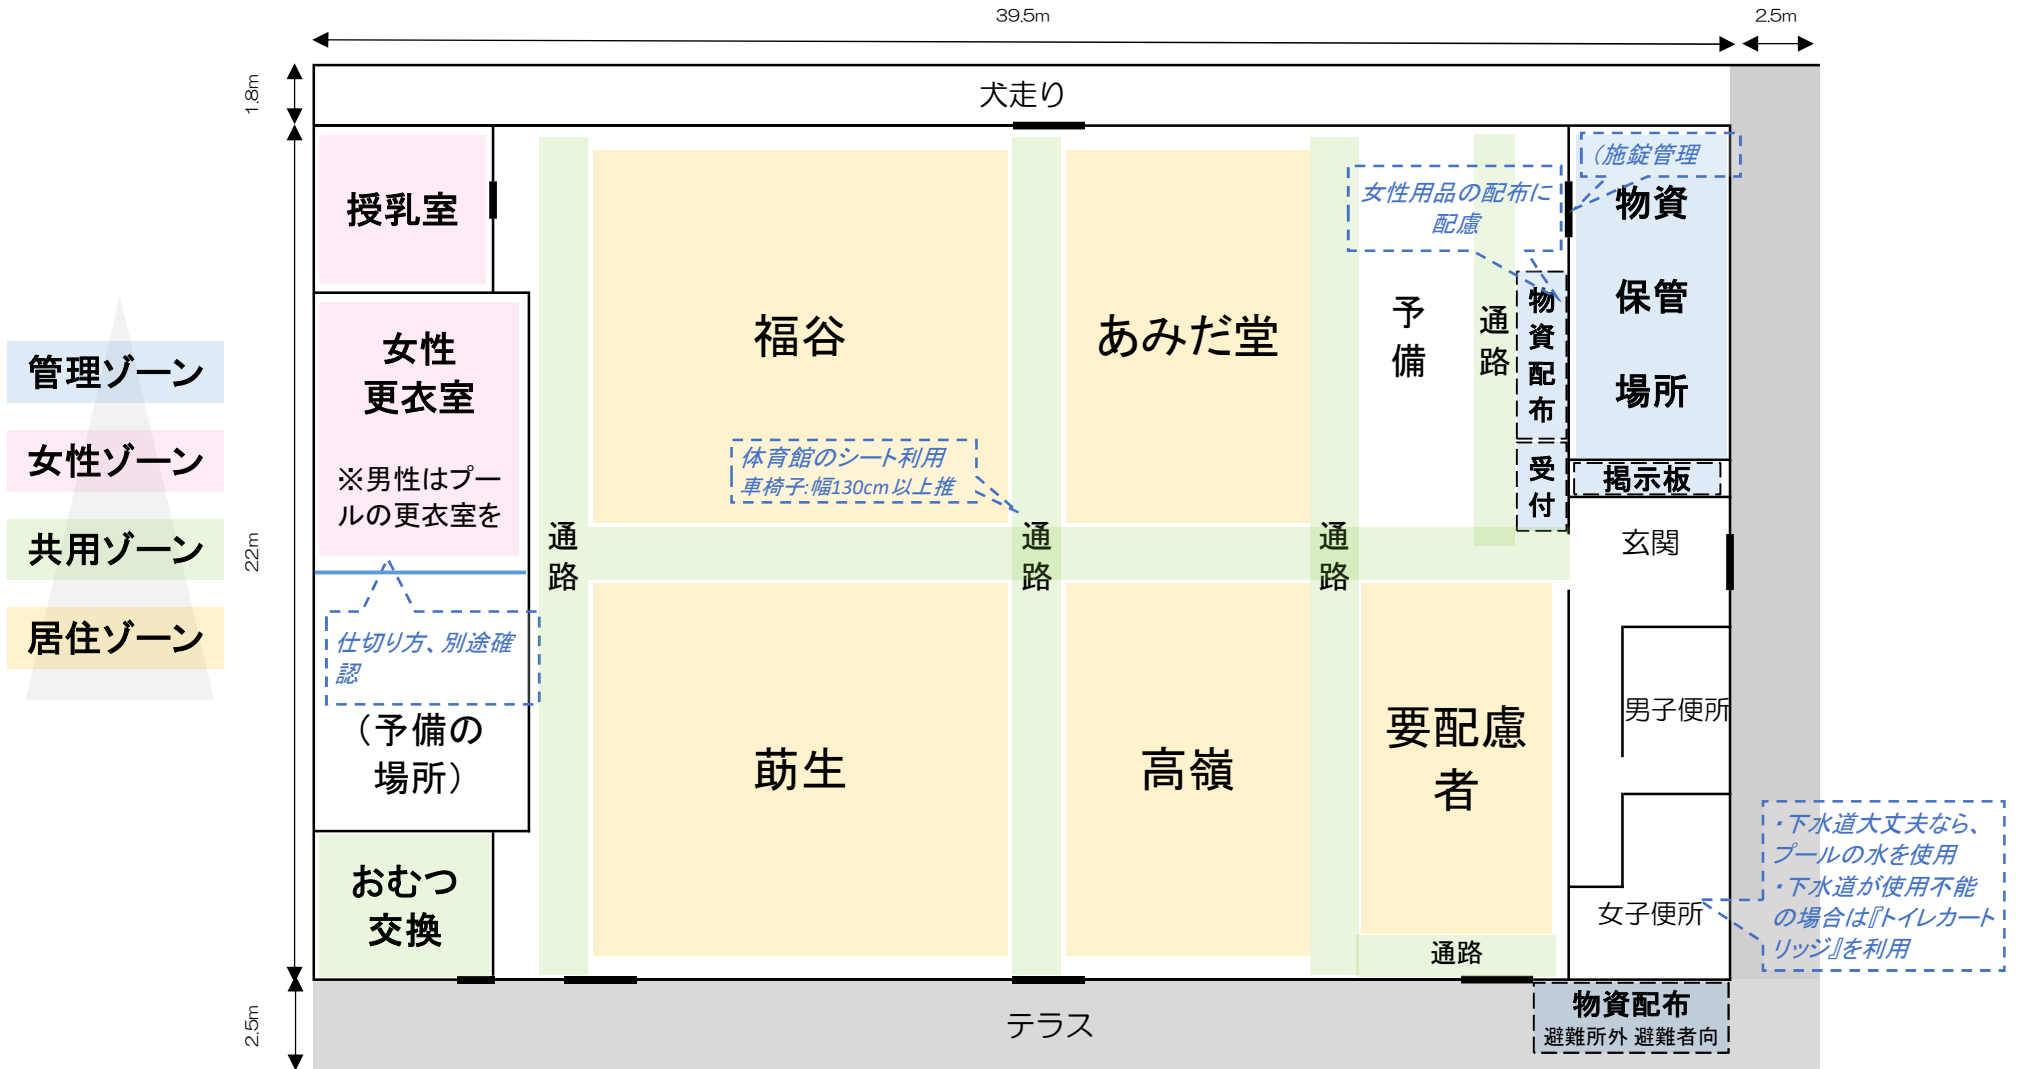 39.5m
2.5m
1.8m
犬走り
授乳室
福谷
あみだ堂
女性用品の配布に
配慮
(施錠管理
物資
保管
場所
管理ゾーン
女性ゾーン
共用ゾーン
居住ゾーン
女性
更衣室
※男性はプー
ルの更衣室を
予
備
通
路
物
資
配
布
受
付
掲示板
玄関
体育館のシート利用
車椅子:幅130cm以上推
22m
通
路
通
路
通
路
仕切り方、別途確
認
(予備の
場所)
莇生
高嶺
要配慮
者
男子便所
女子便所
・下水道大丈夫なら、
プールの水を使用
・下水道が使用不能
の場合は『トイレカート
リッジ』を利用
おむつ
交換
通路
2.5m
テラス
物資配布
避難所外 避難者向